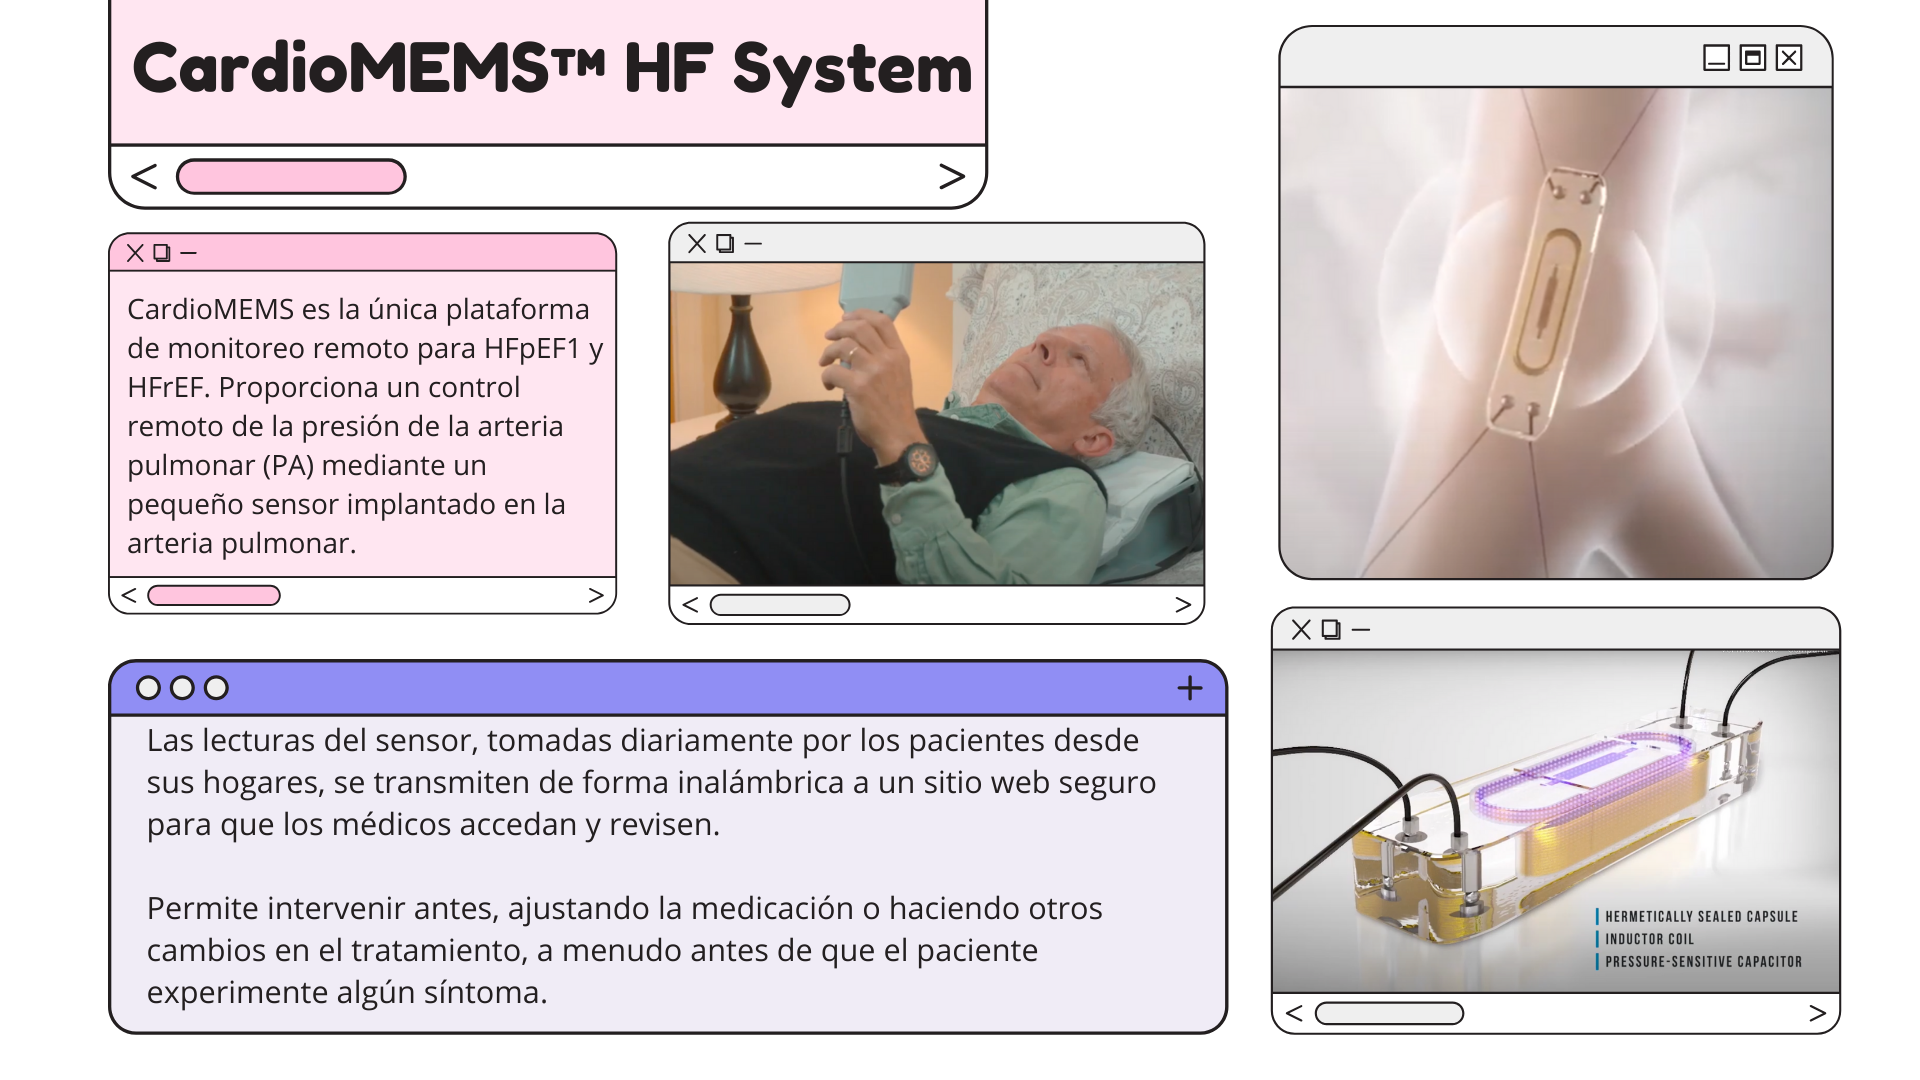 CardioMEMS™ HF System
CardioMEMS es la única plataforma
de monitoreo remoto para HFpEF1 y
HFrEF. Proporciona un control
remoto de la presión de la arteria
pulmonar (PA) mediante un
pequeño sensor implantado en la
arteria pulmonar.
Las lecturas del sensor, tomadas diariamente por los pacientes desde
sus hogares, se transmiten de forma inalámbrica a un sitio web seguro
para que los médicos accedan y revisen.
Permite intervenir antes, ajustando la medicación o haciendo otros
cambios en el tratamiento, a menudo antes de que el paciente
experimente algún síntoma.
HERMETICALLY SEALED CAPSULE
INDUCTOR COIL
PRESSURE-SENSITIVE CAPACITOR